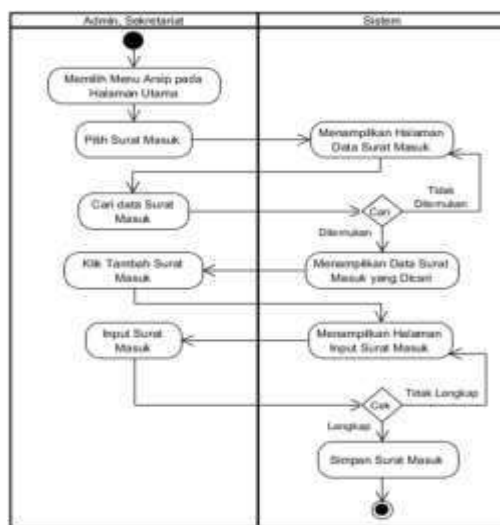 Admin, Sekretariat
Sistem
Memilih Menu Arsip pada
Halaman Utama
Pilih Surat Masuk
Menampilkan Halaman
Data Surat Masuk
Cari data Surat
Masuk
Cari
Tidak
Ditemukan
Ditemukan
Klik Tambah Surat
Masuk
Menampilkan Data Surat
Masuk yang Dicari
Input Surat
Masuk
Menampilkan Halaman
Input Surat Masuk
Cek
Tidak Lengkap
Lengkap
Simpan Surat Masuk